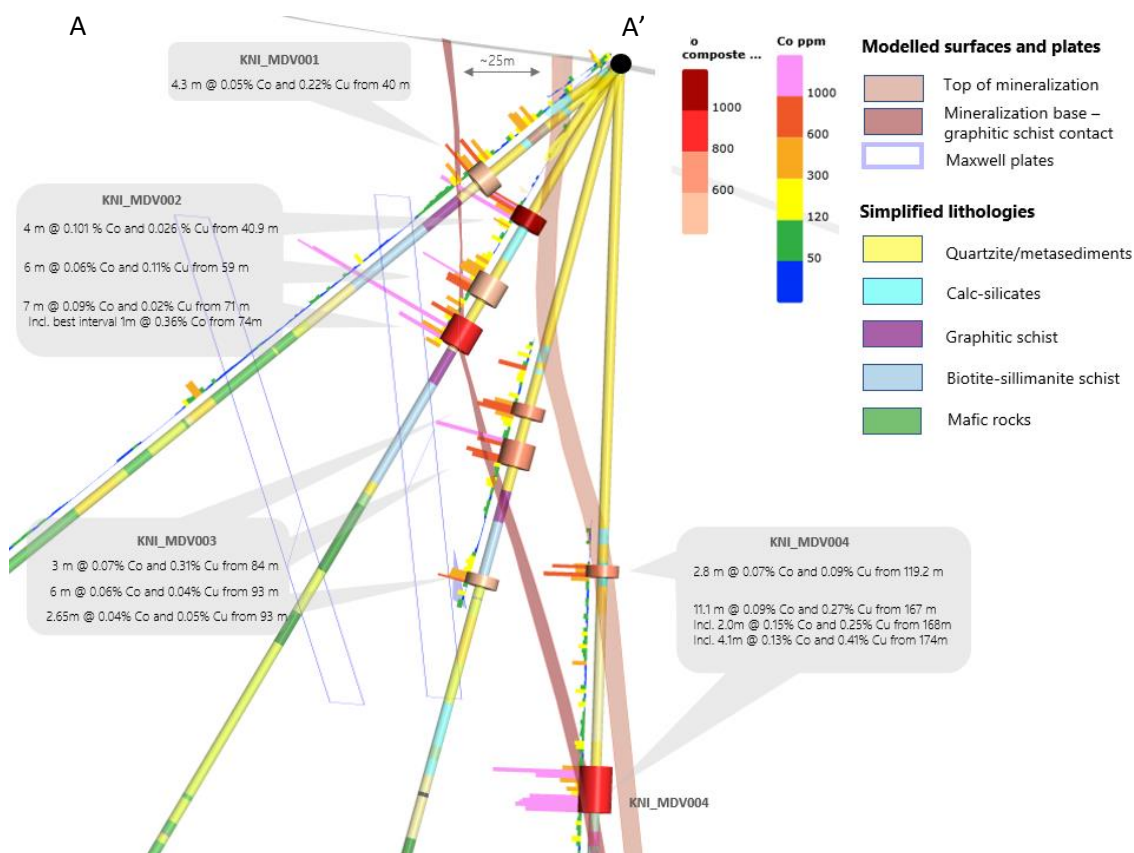 A
A'
KNI_MDV001
4.3 m @ 0.05% Co and 0.22% Cu from 40 m
~25m
KNI_MDV002
4 m @ 0.101 % Co and 0.026 % Cu from 40.9 m
6 m @ 0.06% Co and 0.11% Cu from 59 m
7 m @ 0.09% Co and 0.02% Cu from 71 m
Incl. best interval 1m @ 0.36% Co from 74m
KNI_MDV003
3 m @ 0.07% Co and 0.31% Cu from 84 m
6 m @ 0.06% Co and 0.04% Cu from 93 m
2.65m @ 0.04% Co and 0.05% Cu from 93 m
KNI_MDV004
2.8 m @ 0.07% Co and 0.09% Cu from 119.2 m
11.1 m @ 0.09% Co and 0.27% Cu from 167 m
Incl. 2.0m @ 0.15% Co and 0.25% Cu from 168m
Incl. 4.1m @ 0.13% Co and 0.41% Cu from 174m
KNI_MDV004
composte ...
1000
800
600
Co ppm
1000
600
300
120
50
Modelled surfaces and plates
Top of mineralization
Mineralization base –
graphitic schist contact
Maxwell plates
Simplified lithologies
Quartzite/metasediments
Calc-silicates
Graphitic schist
Biotite-sillimanite schist
Mafic rocks